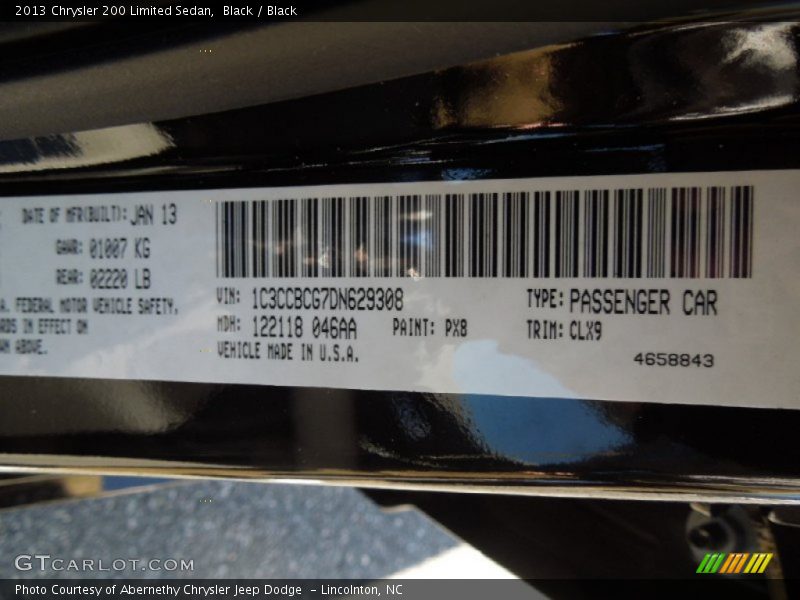 2013 Chrysler 200 Limited Sedan, Black / Black
DATE OF MFR(BUILT): JAN 13
GAWR: 01007 KG
REAR: 02220 LB
A. FEDERAL MOTOR VEHICLE SAFETY,
RDS IN EFFECT ON
ABOVE.
VIN: 1C3CCBCG7DN629308
TYPE: PASSENGER CAR
MDH: 122118 046AA
PAINT: PX8
TRIM: CLX9
VEHICLE MADE IN U.S.A.
4658843
GTCARLOT.COM
Photo Courtesy of Abernethy Chrysler Jeep Dodge - Lincolnton, NC